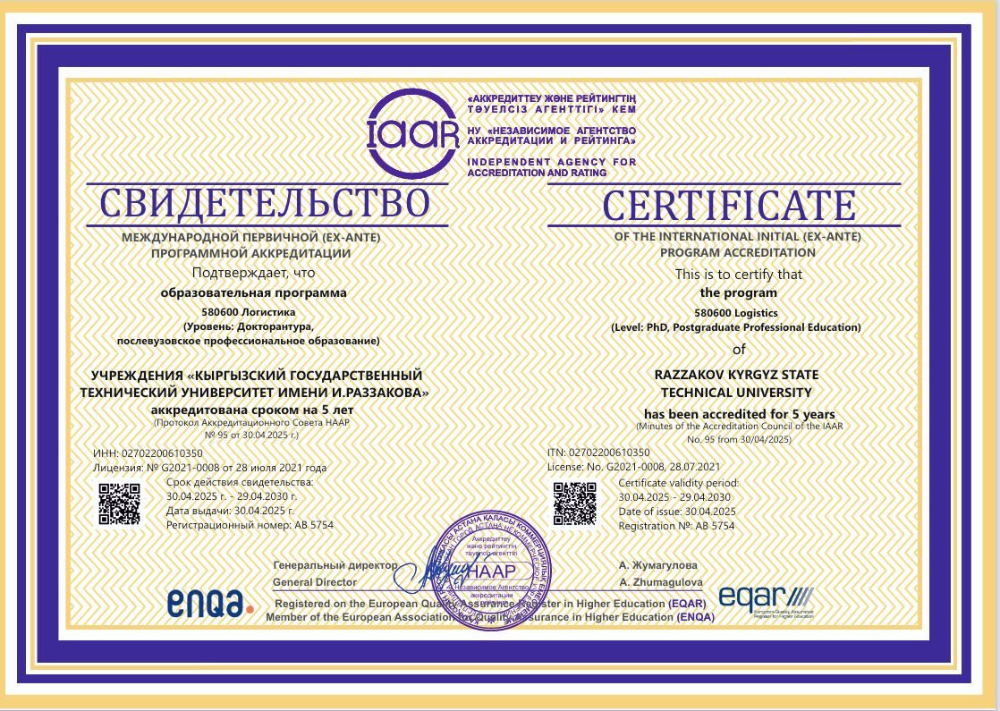 Iaar
«АККРЕДИТТЕУ ЖӘНЕ РЕЙТИНГТІҢ
ТӘУЕЛСІЗ АГЕНТТІГІ» КЕМ
НУ «НЕЗАВИСИМОЕ АГЕНТСТВО
АККРЕДИТАЦИИ И РЕЙТИНГА»
INDEPENDENT AGENCY FOR
ACCREDITATION AND RATING
СВИДЕТЕЛЬСТВО
МЕЖДУНАРОДНОЙ ПЕРВИЧНОЙ (EX-ANTE)
ПРОГРАММНОЙ АККРЕДИТАЦИИ
Подтверждает, что
образовательная программа
580600 Логистика
(Уровень: Докторантура,
послевузовское профессиональное образование)
УЧРЕЖДЕНИЯ «КЫРГЫЗСКИЙ ГОСУДАРСТВЕННЫЙ
ТЕХНИЧЕСКИЙ УНИВЕРСИТЕТ ИМЕНИ И.РАЗЗАКОВА»
аккредитована сроком на 5 лет
(Протокол Аккредитационного Совета НААР
№ 95 от 30.04.2025 г.)
ИНН: 02702200610350
Лицензия: № G2021-0008 от 28 июля 2021 года
Срок действия свидетельства:
30.04.2025 г. - 29.04.2030 г.
Дата выдачи: 30.04.2025 г.
Регистрационный номер: AB 5754
CERTIFICATE
OF THE INTERNATIONAL INITIAL (EX-ANTE)
PROGRAM ACCREDITATION
This is to certify that
the program
580600 Logistics
(Level: PhD, Postgraduate Professional Education)
of
RAZZAKOV KYRGYZ STATE
TECHNICAL UNIVERSITY
has been accredited for 5 years
(Minutes of the Accreditation Council of the IAAR
No. 95 from 30/04/2025)
ITN: 02702200610350
License: No. G2021-0008, 28.07.2021
Certificate validity period:
30.04.2025 - 29.04.2030
Date of issue: 30.04.2025
Registration №: AB 5754
Генеральный директор
А. Жумагулова
General Director
A. Zhumagulova
Аккредиттеу
және рейтингтің
тәуелсіз агенттігі
НААР
Независимое Агентство
аккредитации
enqa.
Registered on the European Quality Assurance Register in Higher Education (EQAR)
Member of the European Association for Quality Assurance in Higher Education (ENQA)
eqar
European Quality Assurance
Register for Higher Education